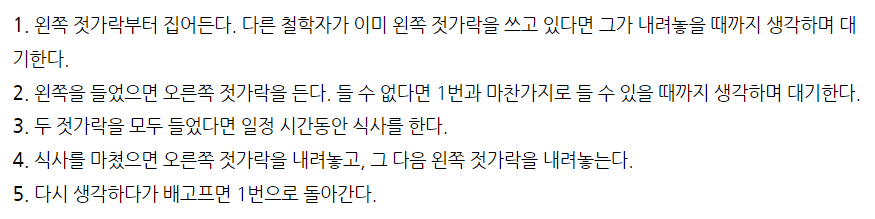 1. 왼쪽 젓가락부터 집어든다. 다른 철학자가 이미 왼쪽 젓가락을 쓰고 있다면 그가 내려놓을 때까지 생각하며 대
기한다.
2. 왼쪽을 들었으면 오른쪽 젓가락을 든다. 들 수 없다면 1번과 마찬가지로 들 수 있을 때까지 생각하며 대기한다.
3. 두 젓가락을 모두 들었다면 일정 시간동안 식사를 한다.
4. 식사를 마쳤으면 오른쪽 젓가락을 내려놓고, 그 다음 왼쪽 젓가락을 내려놓는다.
5. 다시 생각하다가 배고프면 1번으로 돌아간다.